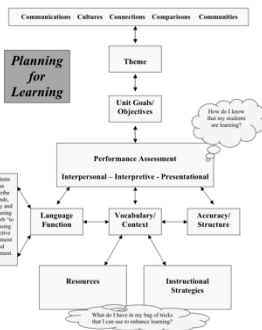 Communications Cultures Connections Comparisons Communities
Planning
for
Learning
Theme
Unit Goals/
Objectives
How do I know
that my students
are learning?
Performance Assessment
Interpersonal – Interpretive - Presentational
Language
Function
Vocabulary/
Context
Accuracy/
Structure
Resources
Instructional
Strategies
What do I have in my bag of tricks
that I can use to enhance learning?